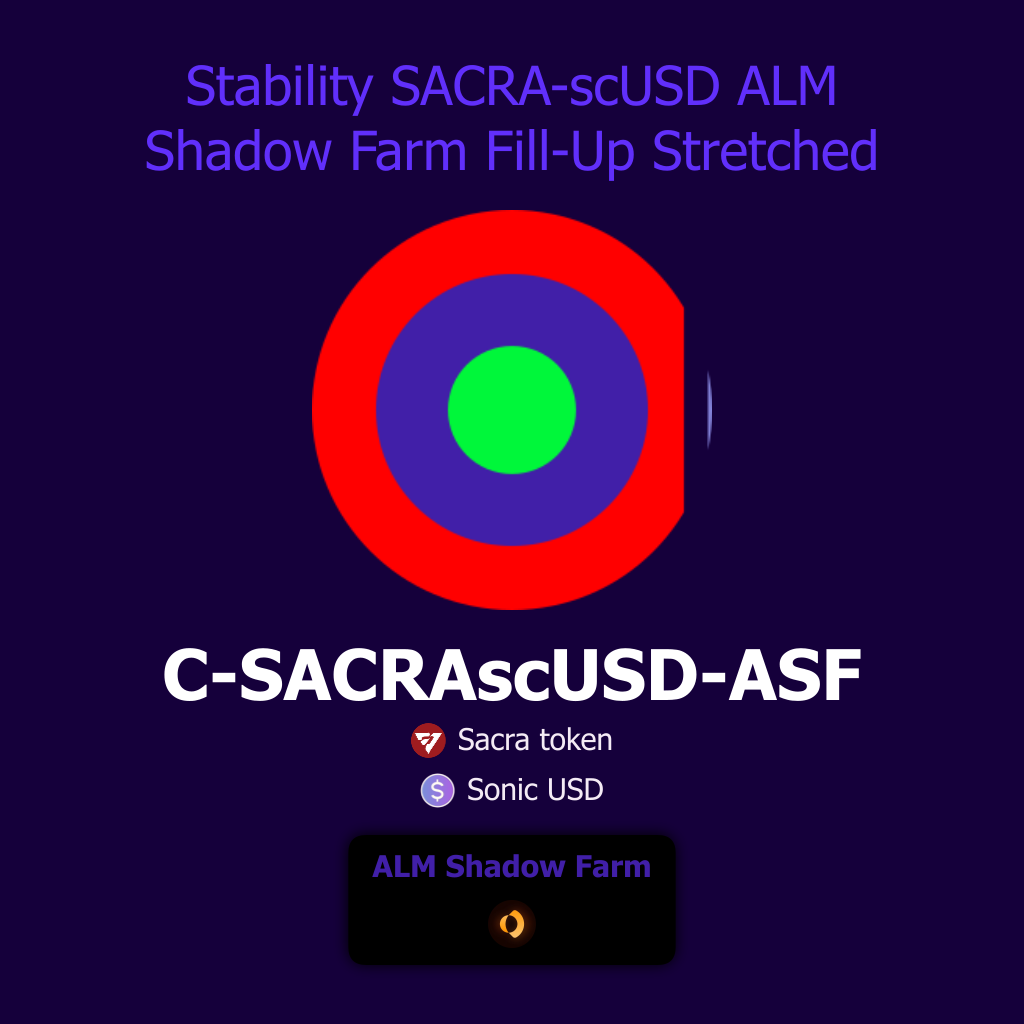 Stability SACRA-scUSD ALM
Shadow Farm Fill-Up Stretched
C-SACRAscUSD-ASF
Sacra token
$ Sonic USD
ALM Shadow Farm